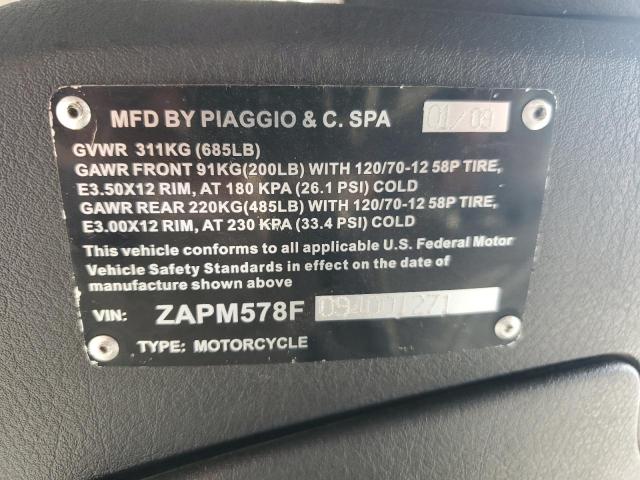 MFD BY PIAGGIO & C. SPA 01/09
GVWR 311KG (685LB)
GAWR FRONT 91KG(200LB) WITH 120/70-12 58P TIRE,
E3.50X12 RIM, AT 180 KPA (26.1 PSI) COLD
GAWR REAR 220KG(485LB) WITH 120/70-12 58P TIRE,
E3.00X12 RIM, AT 230 KPA (33.4 PSI) COLD
This vehicle conforms to all applicable U.S. Federal Motor
Vehicle Safety Standards in effect on the date of
manufacture shown above
VIN: ZAPM578F
TYPE: MOTORCYCLE